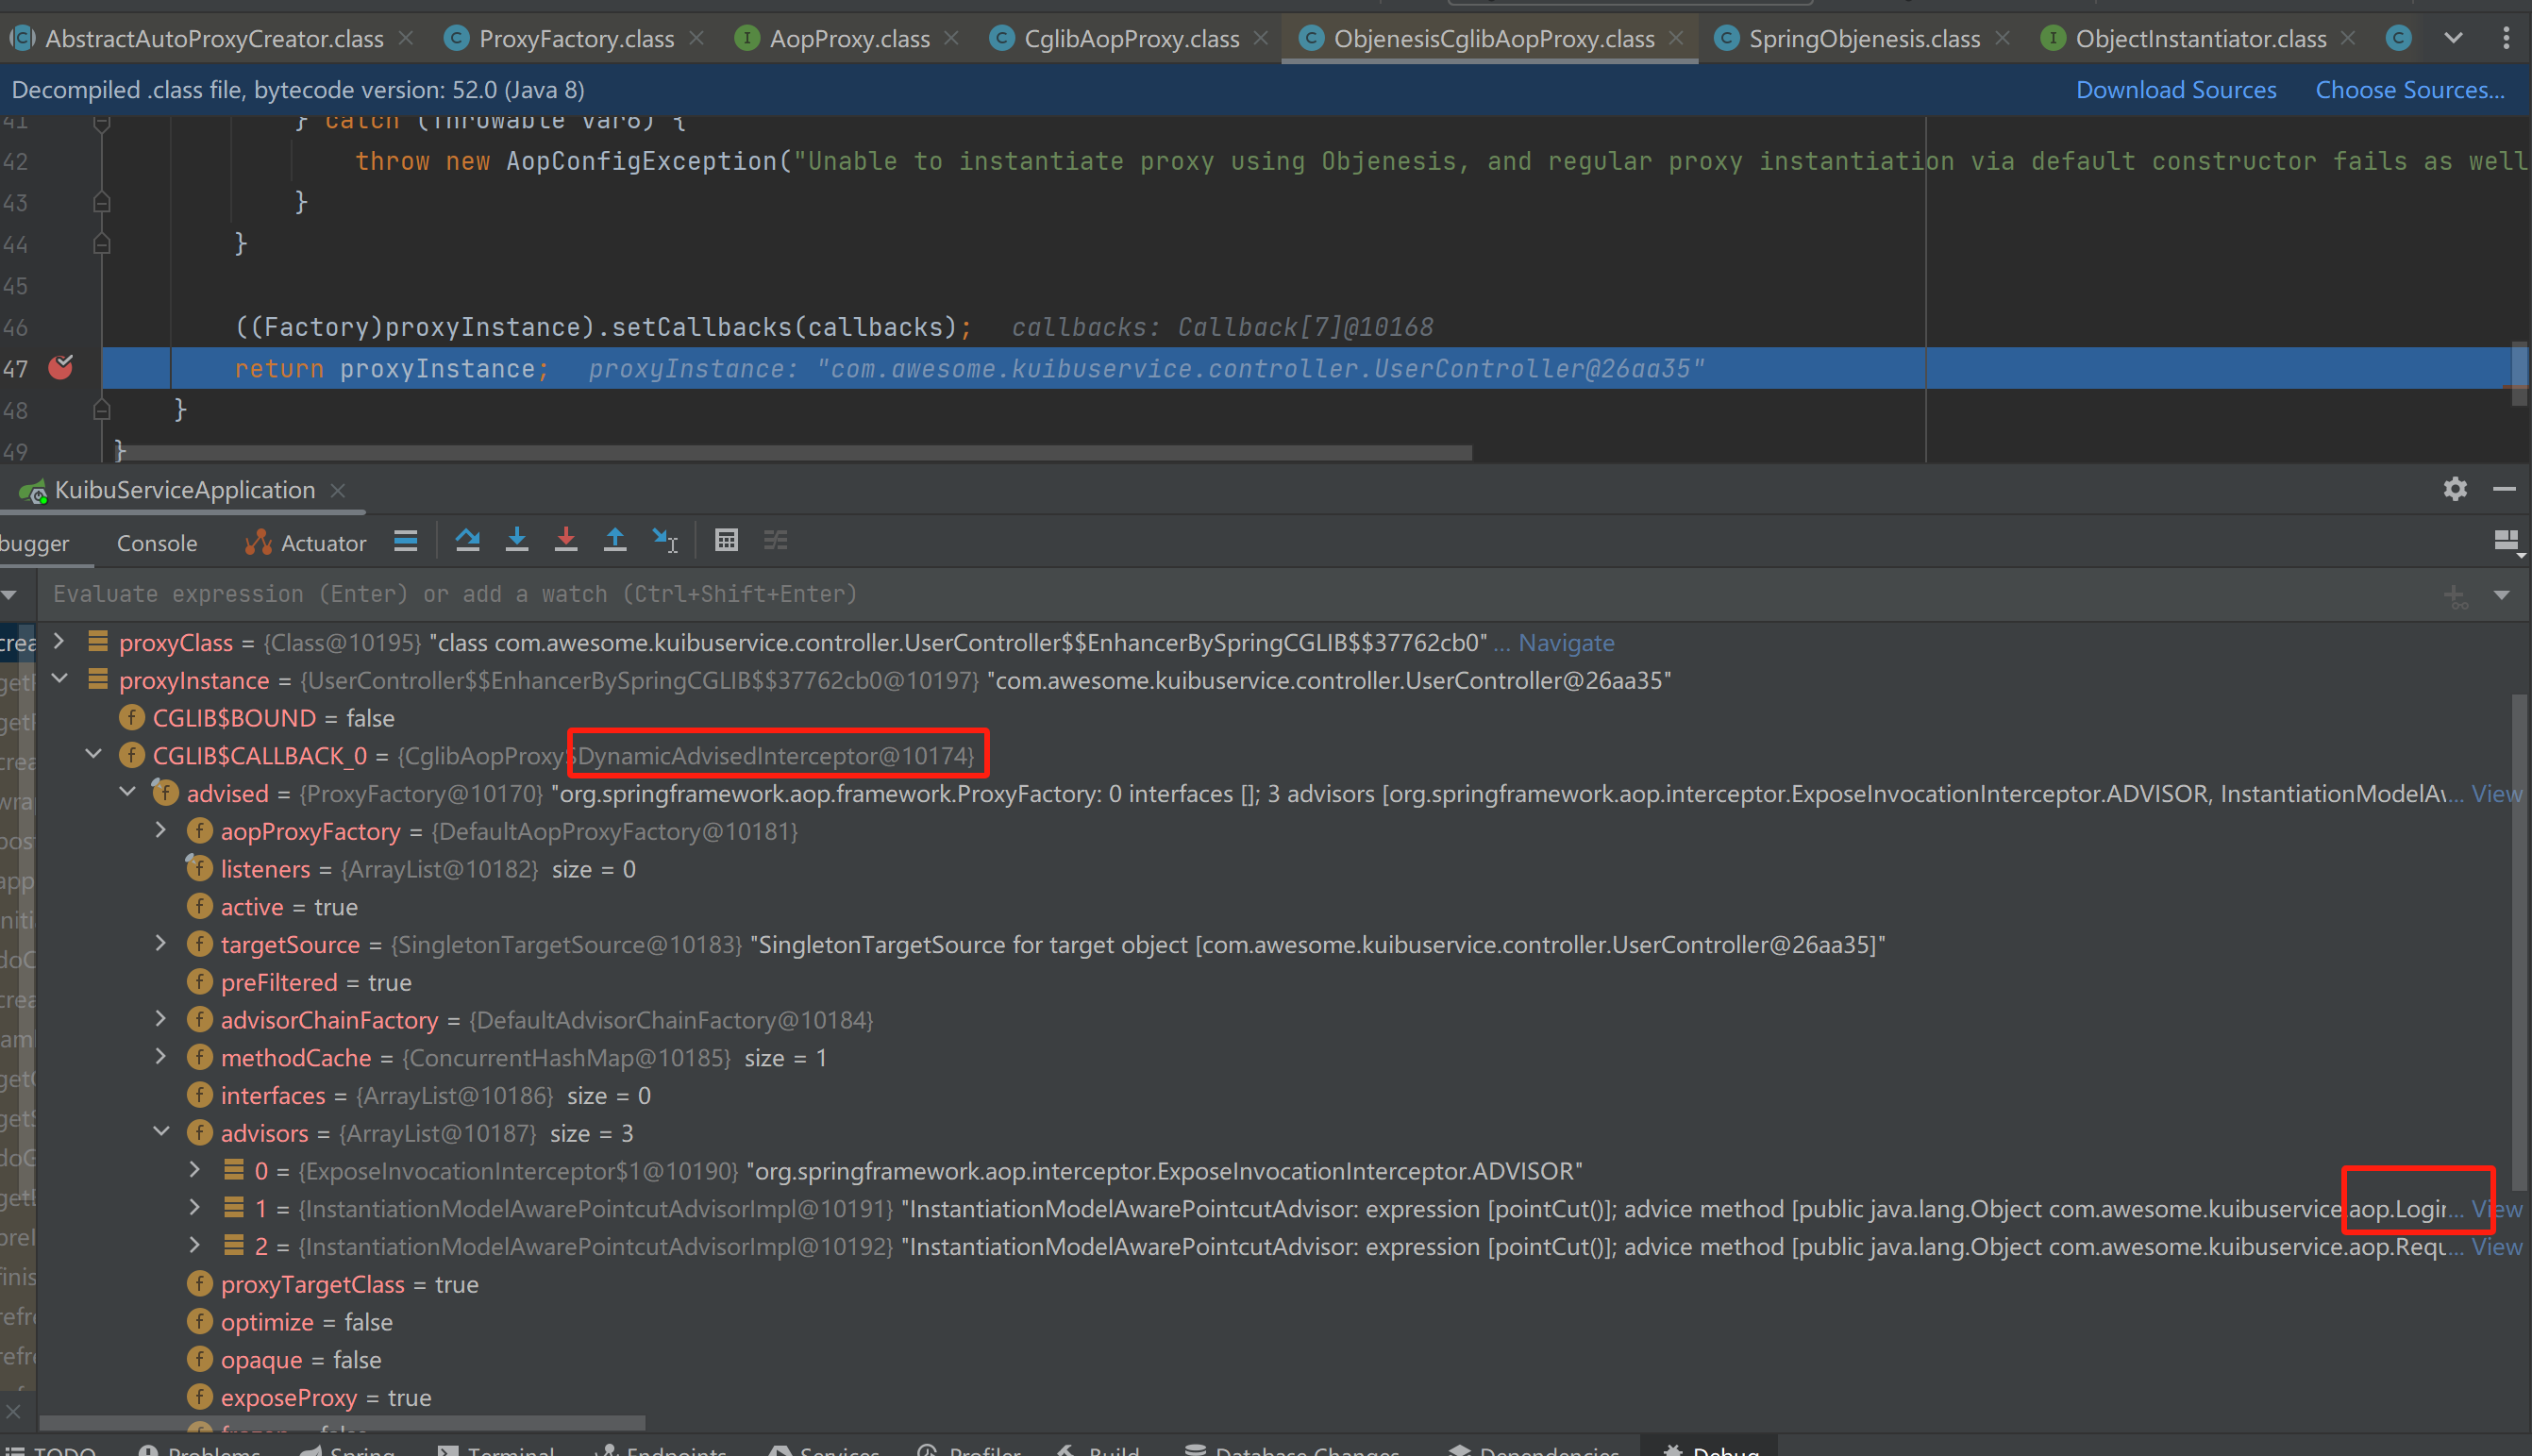 AbstractAutoProxyCreator.class ProxyFactory.class AopProxy.class CglibAopProxy.class ObjenesisCglibAopProxy.class SpringObjenesis.class ObjectInstantiator.class
Decompiled .class file, bytecode version: 52.0 (Java 8) Download Sources Choose Sources...
41 } catch (Throwable var6) {
42 throw new AopConfigException("Unable to instantiate proxy using Objenesis, and regular proxy instantiation via default constructor fails as well
43 }
44 }
45
46 ((Factory)proxyInstance).setCallbacks(callbacks); callbacks: Callback[7]@10168
47 return proxyInstance; proxyInstance: "com.awesome.kuibuservice.controller.UserController@26aa35"
48 }
49 }
KuibuServiceApplication
bugger Console Actuator
Evaluate expression (Enter) or add a watch (Ctrl+Shift+Enter)
proxyClass = {Class@10195} "class com.awesome.kuibuservice.controller.UserController$$EnhancerBySpringCGLIB$$37762cb0" ... Navigate
proxyInstance = {UserController$$EnhancerBySpringCGLIB$$37762cb0@10197} "com.awesome.kuibuservice.controller.UserController@26aa35"
CGLIB$BOUND = false
CGLIB$CALLBACK_0 = {CglibAopProxy$DynamicAdvisedInterceptor@10174}
advised = {ProxyFactory@10170} "org.springframework.aop.framework.ProxyFactory: 0 interfaces []; 3 advisors [org.springframework.aop.interceptor.ExposeInvocationInterceptor.ADVISOR, InstantiationModelAw... View
aopProxyFactory = {DefaultAopProxyFactory@10181}
listeners = {ArrayList@10182} size = 0
active = true
targetSource = {SingletonTargetSource@10183} "SingletonTargetSource for target object [com.awesome.kuibuservice.controller.UserController@26aa35]"
preFiltered = true
advisorChainFactory = {DefaultAdvisorChainFactory@10184}
methodCache = {ConcurrentHashMap@10185} size = 1
interfaces = {ArrayList@10186} size = 0
advisors = {ArrayList@10187} size = 3
0 = {ExposeInvocationInterceptor$1@10190} "org.springframework.aop.interceptor.ExposeInvocationInterceptor.ADVISOR"
1 = {InstantiationModelAwarePointcutAdvisorImpl@10191} "InstantiationModelAwarePointcutAdvisor: expression [pointCut()]; advice method [public java.lang.Object com.awesome.kuibuservice.aop.Login... View
2 = {InstantiationModelAwarePointcutAdvisorImpl@10192} "InstantiationModelAwarePointcutAdvisor: expression [pointCut()]; advice method [public java.lang.Object com.awesome.kuibuservice.aop.Requ... View
proxyTargetClass = true
optimize = false
opaque = false
exposeProxy = true
frozen = false
TODO Problems Spring Terminal Endpoints Services Profiler Build Database Changes Dependencies Debug